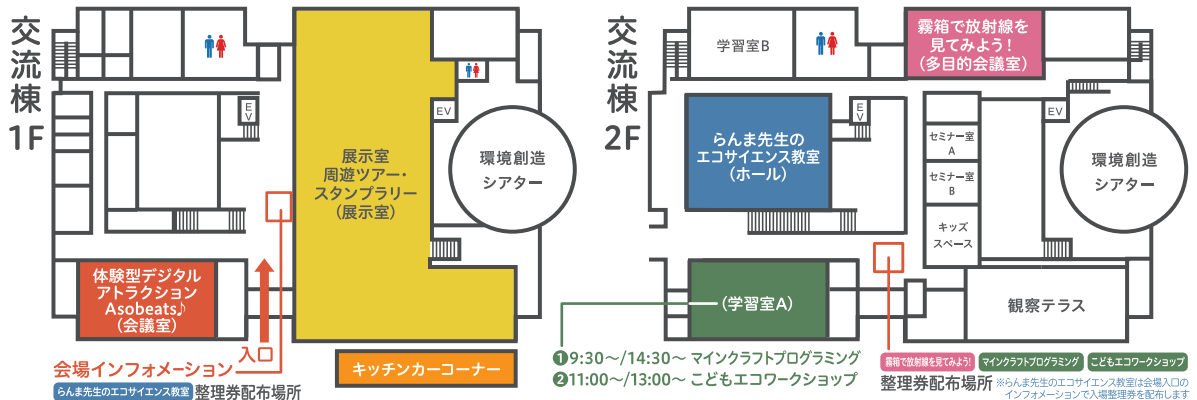 交流棟
1F
EV
EV
展示室
周遊ツアー・
スタンプラリー
(展示室)
環境創造
シアター
体験型デジタル
アトラクション
Asobeats♪
(会議室)
入口
会場インフォメーション
らんま先生のエコサイエンス教室 整理券配布場所
キッチンカーコーナー
交流棟
2F
学習室B
霧箱で放射線を
見てみよう!
(多目的会議室)
らんま先生の
エコサイエンス教室
(ホール)
EV
EV
セミナー室
A
セミナー室
B
キッズ
スペース
環境創造
シアター
(学習室A)
観察テラス
❶9:30〜/14:30〜 マインクラフトプログラミング
❷11:00〜/13:00〜 こどもエコワークショップ
霧箱で放射線を見てみよう! マインクラフトプログラミング こどもエコワークショップ
整理券配布場所
※らんま先生のエコサイエンス教室は会場入口の
インフォメーションで入場整理券を配布します